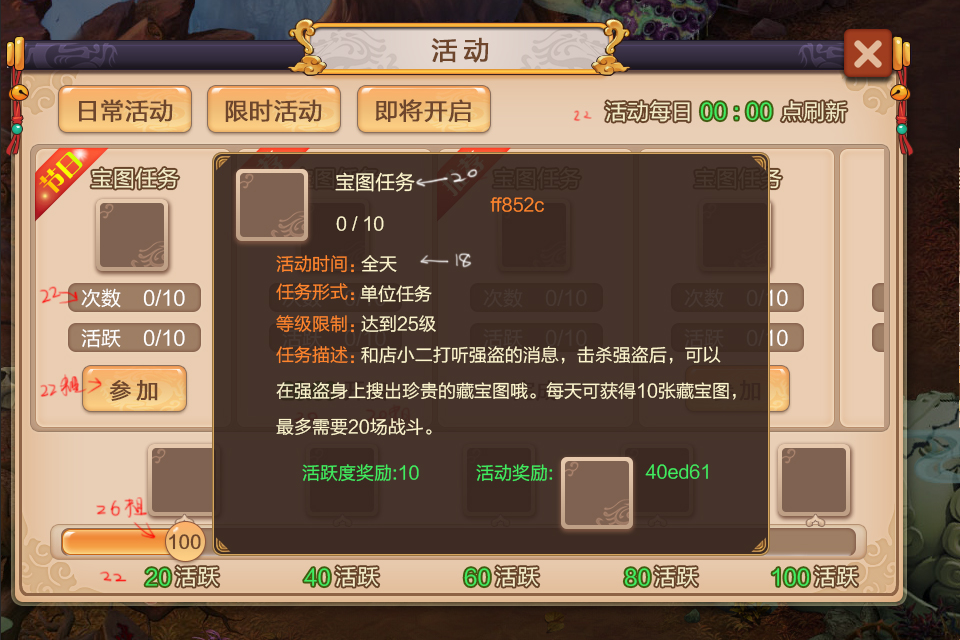 活动
日常活动 限时活动 即将开启 22 活动每日 00:00 点刷新
节日 宝图任务 宝图任务 宝图任务
宝图任务 20
ff852c
0/10
活动时间：全天 18
任务形式：单位任务
22 次数 0/10 次数 0/10 次数 0/10
等级限制：达到25级
活跃 0/10
任务描述：和店小二打听强盗的消息，击杀强盗后，可以
22粗 参加
在强盗身上搜出珍贵的藏宝图哦。每天可获得10张藏宝图，
最多需要20场战斗。
活跃度奖励:10 活动奖励: 40ed61
26粗
100
22 20活跃 40活跃 60活跃 80活跃 100活跃